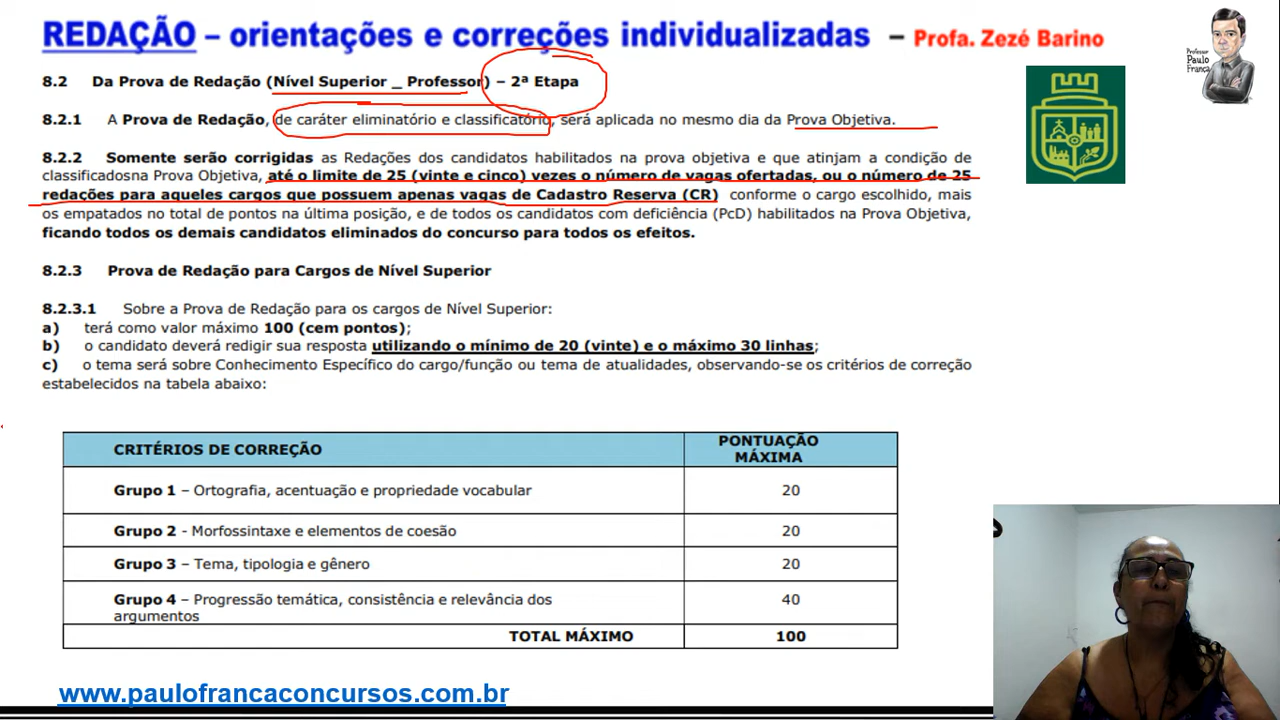 REDAÇÃO – orientações e correções individualizadas – Profa. Zezé Barino
Professor
Paulo
França
8.2 Da Prova de Redação (Nível Superior _ Professor) – 2ª Etapa
8.2.1 A Prova de Redação, de caráter eliminatório e classificatório, será aplicada no mesmo dia da Prova Objetiva.
8.2.2 Somente serão corrigidas as Redações dos candidatos habilitados na prova objetiva e que atinjam a condição de
classificadosna Prova Objetiva, até o limite de 25 (vinte e cinco) vezes o número de vagas ofertadas, ou o número de 25
redações para aqueles cargos que possuem apenas vagas de Cadastro Reserva (CR) conforme o cargo escolhido, mais
os empatados no total de pontos na última posição, e de todos os candidatos com deficiência (PcD) habilitados na Prova Objetiva,
ficando todos os demais candidatos eliminados do concurso para todos os efeitos.
8.2.3 Prova de Redação para Cargos de Nível Superior
8.2.3.1 Sobre a Prova de Redação para os cargos de Nível Superior:
a) terá como valor máximo 100 (cem pontos);
b) o candidato deverá redigir sua resposta utilizando o mínimo de 20 (vinte) e o máximo 30 linhas;
c) o tema será sobre Conhecimento Específico do cargo/função ou tema de atualidades, observando-se os critérios de correção
estabelecidos na tabela abaixo:
CRITÉRIOS DE CORREÇÃO PONTUAÇÃO
MÁXIMA
Grupo 1 – Ortografia, acentuação e propriedade vocabular 20
Grupo 2 - Morfossintaxe e elementos de coesão 20
Grupo 3 – Tema, tipologia e gênero 20
Grupo 4 – Progressão temática, consistência e relevância dos 40
argumentos
TOTAL MÁXIMO 100
www.paulofrancaconcursos.com.br